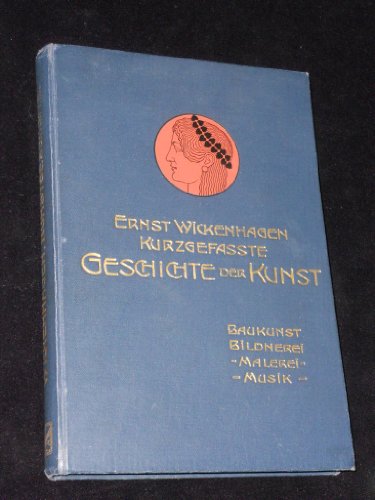 ERNST WICKENHAGEN
KURZGEFASSTE
GESCHICHTE DER KUNST
BAUKUNST
BILDNEREI
-MALEREI-
-MUSIK-